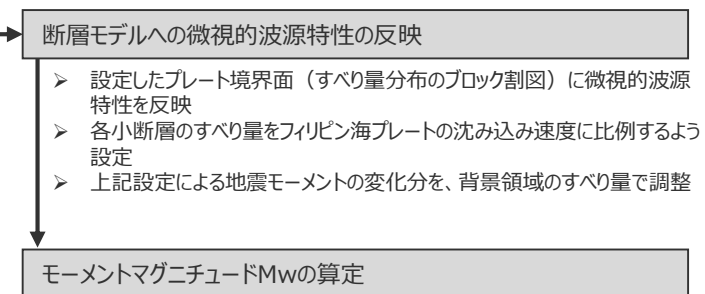 断層モデルへの微視的波源特性の反映
➢ 設定したプレート境界面（すべり量分布のブロック割図）に微視的波源
特性を反映
➢ 各小断層のすべり量をフィリピン海プレートの沈み込み速度に比例するよう
設定
➢ 上記設定による地震モーメントの変化分を、背景領域のすべり量で調整
モーメントマグニチュードMwの算定